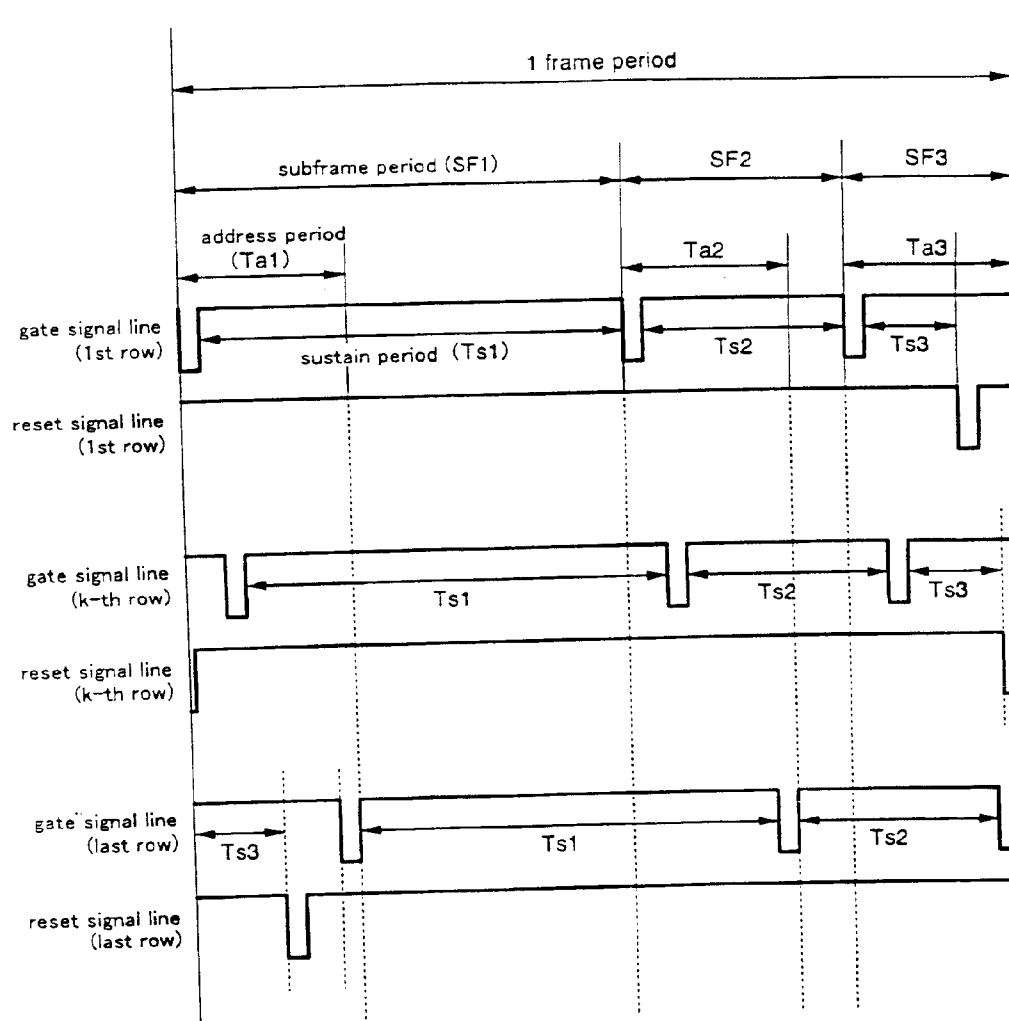 1 frame period
subframe period (SF1)
SF2
SF3
address period
(Ta1)
Ta2
Ta3
gate signal line
(1st row)
sustain period (Ts1)
Ts2
Ts3
reset signal line
(1st row)
gate signal line
(k-th row)
Ts1
Ts2
Ts3
reset signal line
(k-th row)
gate signal line
(last row)
Ts3
Ts1
Ts2
reset signal line
(last row)